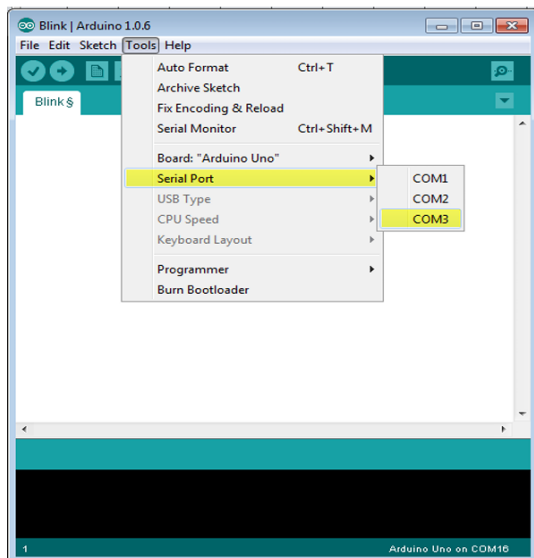 Blink | Arduino 1.0.6
File Edit Sketch Tools Help
Blink §
Auto Format Ctrl+T
Archive Sketch
Fix Encoding & Reload
Serial Monitor Ctrl+Shift+M
Board: "Arduino Uno"
Serial Port
USB Type
CPU Speed
Keyboard Layout
Programmer
Burn Bootloader
COM1
COM2
COM3
1 Arduino Uno on COM16